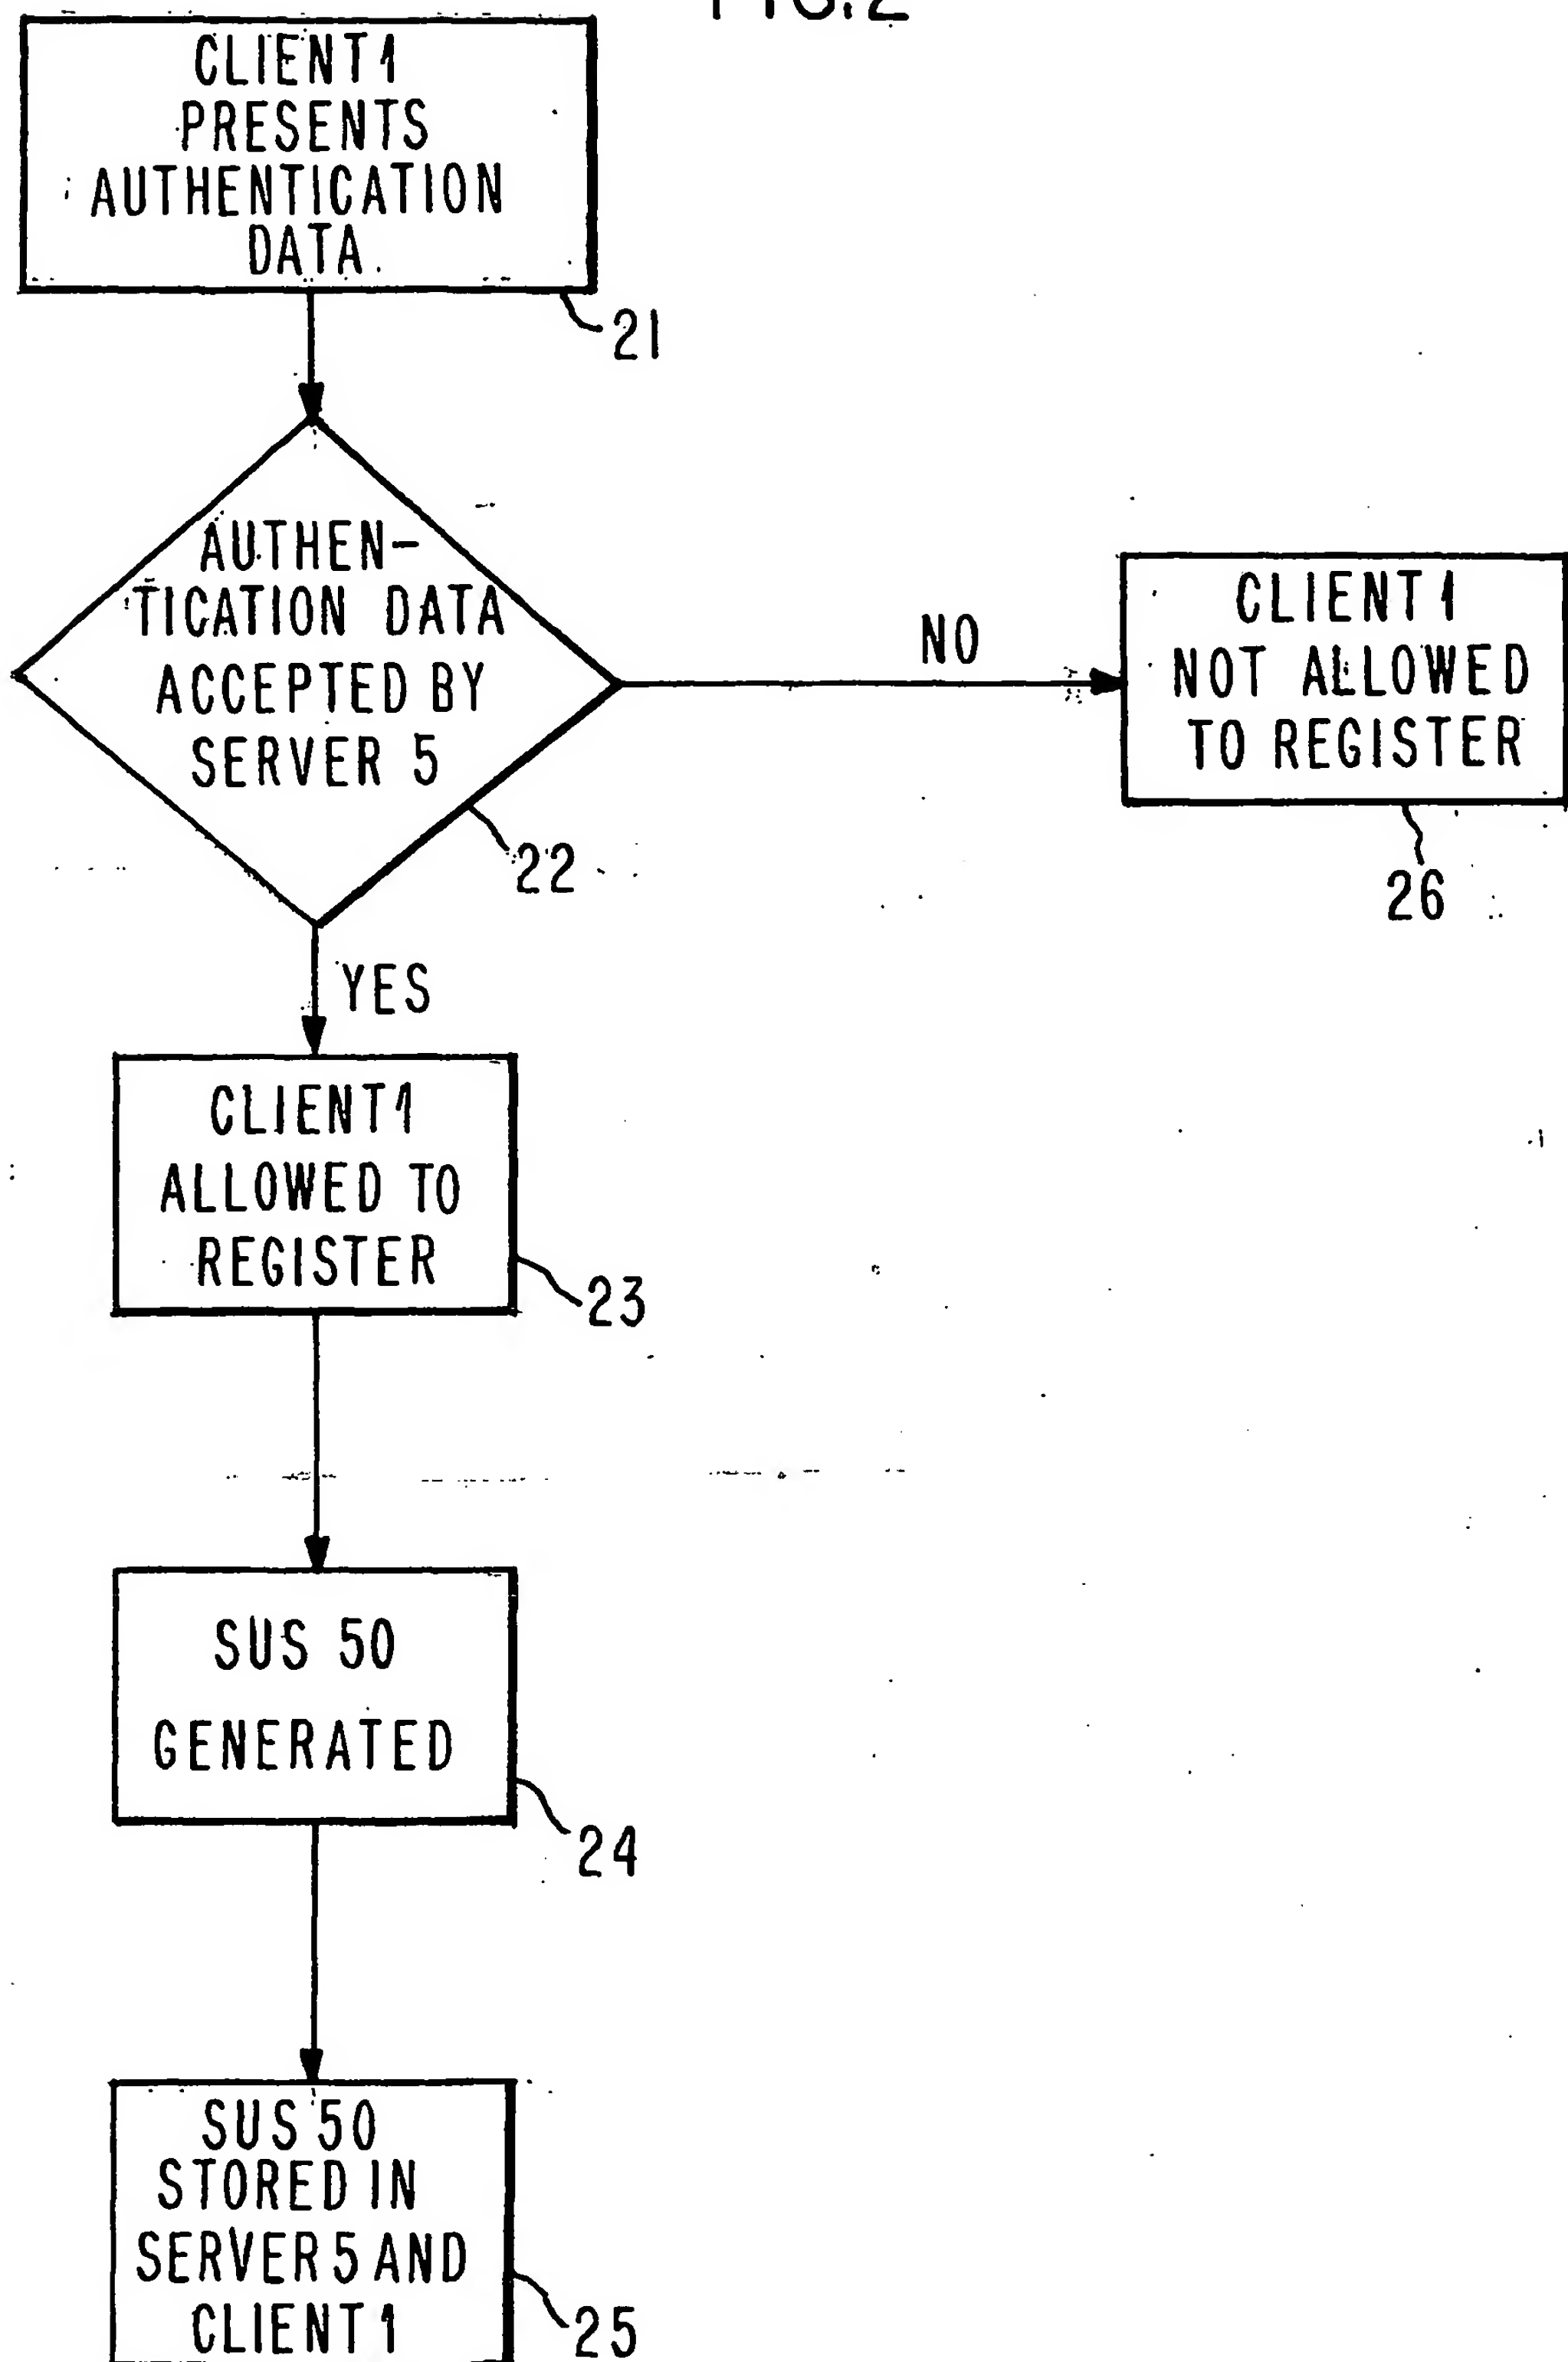 FIG.2
CLIENT 1
PRESENTS
AUTHENTICATION
DATA
21
AUTHEN-
TICATION DATA
ACCEPTED BY
SERVER 5
22
NO
CLIENT 1
NOT ALLOWED
TO REGISTER
26
YES
CLIENT 1
ALLOWED TO
REGISTER
23
SUS 50
GENERATED
24
SUS 50
STORED IN
SERVER 5 AND
CLIENT 1
25